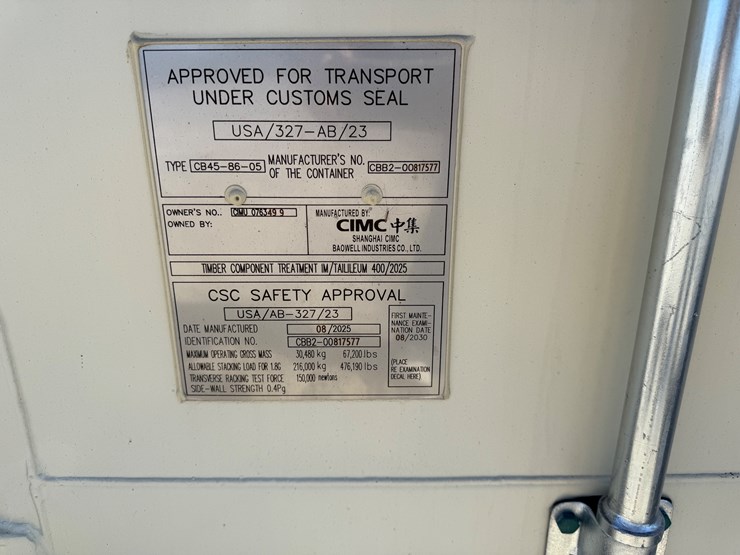 APPROVED FOR TRANSPORT
UNDER CUSTOMS SEAL
USA/327-AB/23
TYPE CB45-86-05 MANUFACTURER'S NO. OF THE CONTAINER CBB2-00817577
OWNER'S NO.: CIMU 076349 9
OWNED BY:
MANUFACTURED BY:
CIMC 中集
SHANGHAI CIMC
BAOWELL INDUSTRIES CO., LTD.
TIMBER COMPONENT TREATMENT IM/TAILILEUM 400/2025
CSC SAFETY APPROVAL
USA/AB-327/23
DATE MANUFACTURED 08/2025
IDENTIFICATION NO. CBB2-00817577
MAXIMUM OPERATING GROSS MASS 30,480 kg 67,200 lbs
ALLOWABLE STACKING LOAD FOR 1.8G 216,000 kg 476,190 lbs
TRANSVERSE RACKING TEST FORCE 150,000 newtons
SIDE-WALL STRENGTH 0.4Pg
FIRST MAINTE-
NANCE EXAMI-
NATION DATE
08/2030
(PLACE
RE EXAMINATION
DECAL HERE)